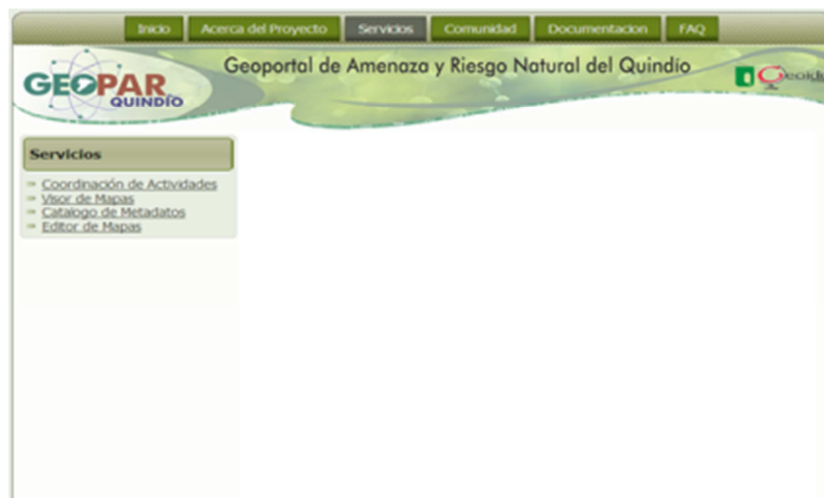 Inicio Acerca del Proyecto Servicios Comunidad Documentacion FAQ
GEOPAR
QUINDÍO
Geoportal de Amenaza y Riesgo Natural del Quindío
Servicios
Coordinación de Actividades
Visor de Mapas
Catalogo de Metadatos
Editor de Mapas